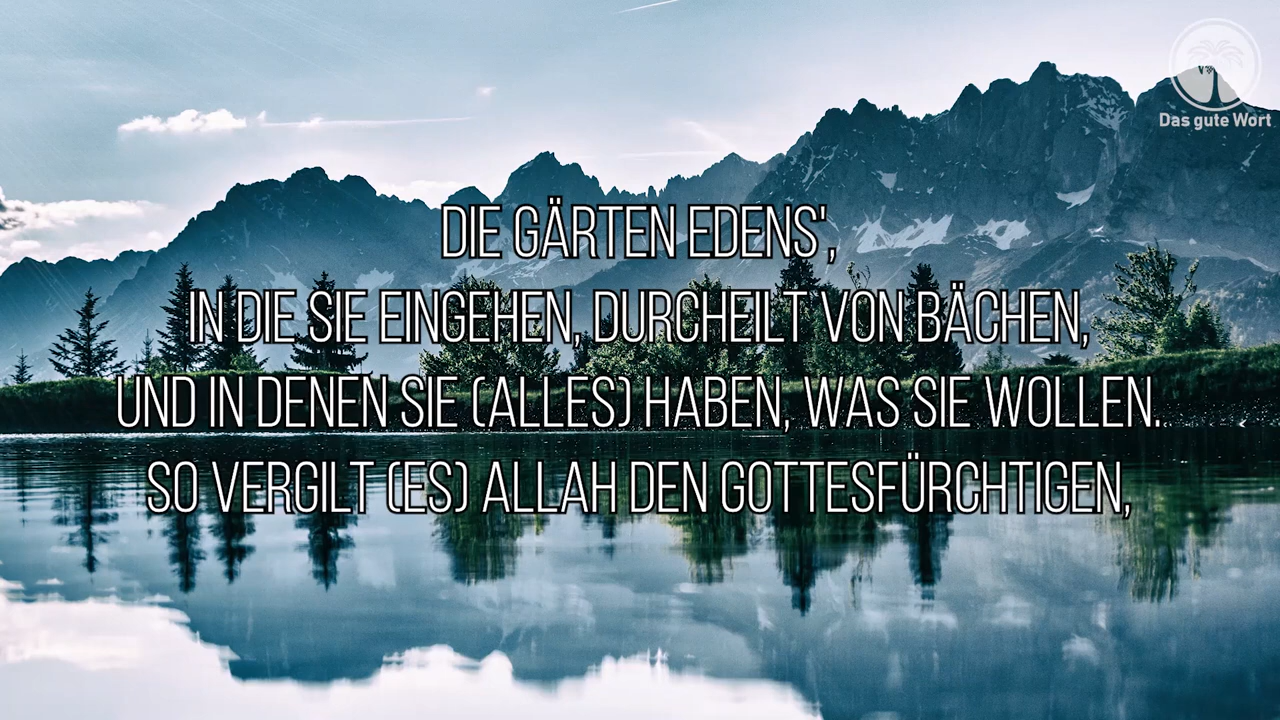 Das gute Wort
DIE GÄRTEN EDENS',
IN DIE SIE EINGEHEN, DURCHEILT VON BÄCHEN,
UND IN DENEN SIE (ALLES) HABEN, WAS SIE WOLLEN.
SO VERGILT (ES) ALLAH DEN GOTTESFÜRCHTIGEN,